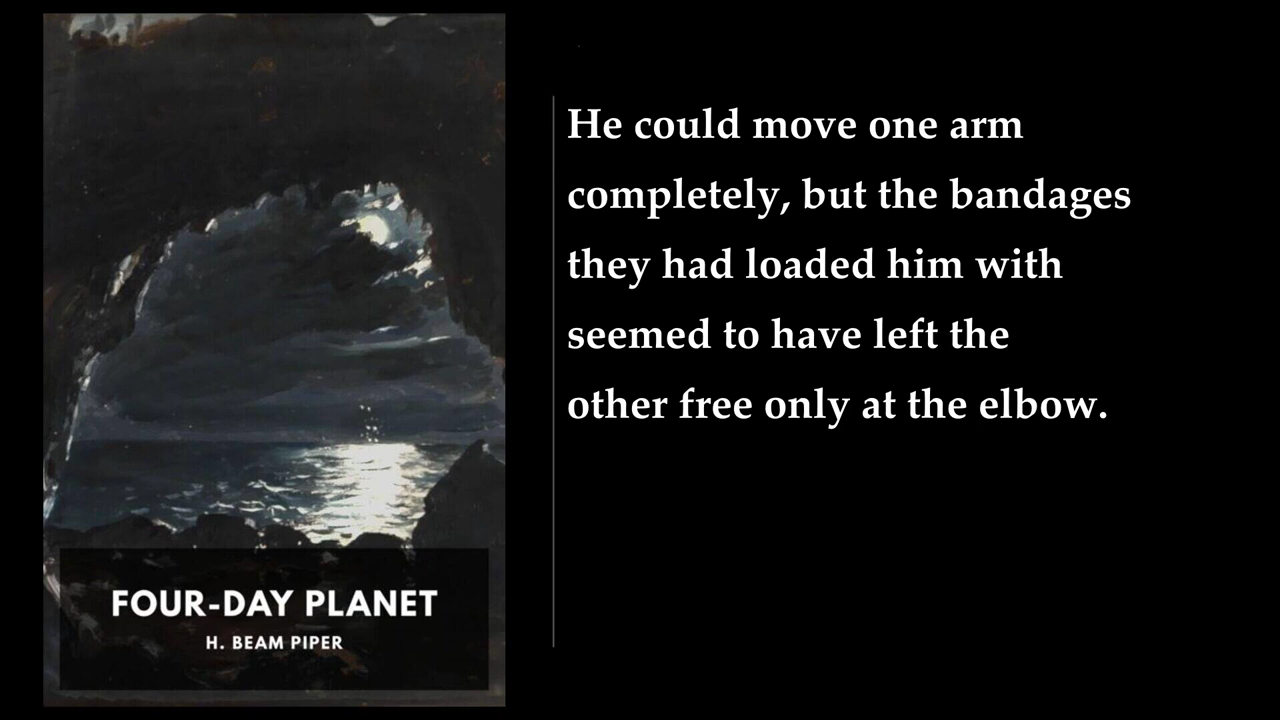 He could move one arm
completely, but the bandages
they had loaded him with
seemed to have left the
other free only at the elbow.
FOUR-DAY PLANET
H. BEAM PIPER